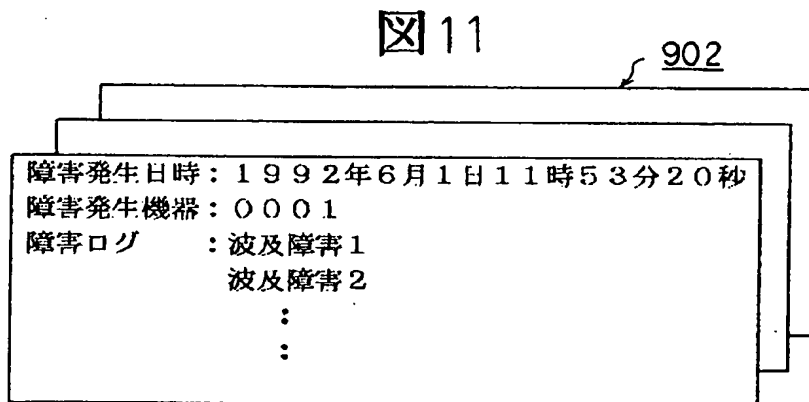 図11
902
障害発生日時：１９９２年６月１日１１時５３分２０秒
障害発生機器：０００１
障害ログ　　：波及障害１
波及障害２
：
：